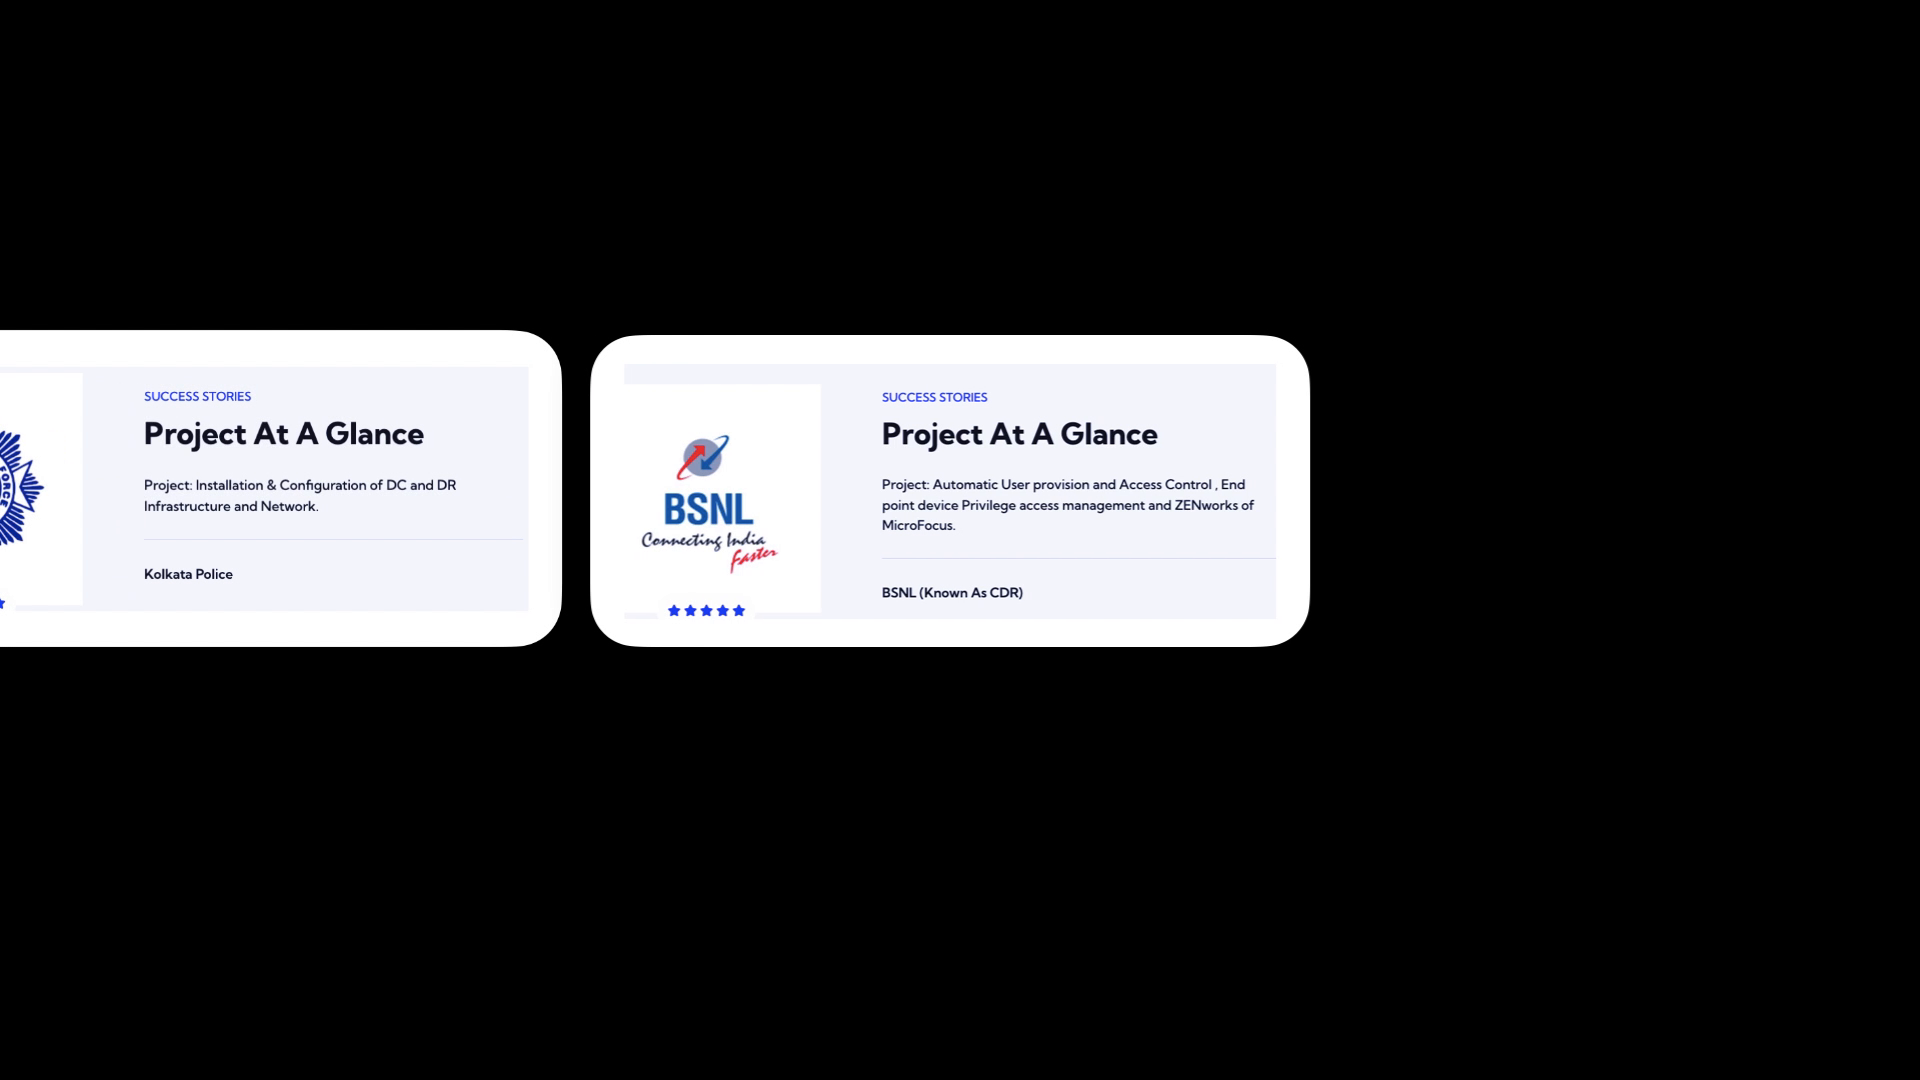 FORCE
SUCCESS STORIES
Project At A Glance
Project: Installation & Configuration of DC and DR
Infrastructure and Network.
Kolkata Police
BSNL
Connecting India
Faster
SUCCESS STORIES
Project At A Glance
Project: Automatic User provision and Access Control , End
point device Privilege access management and ZENworks of
MicroFocus.
BSNL (Known As CDR)